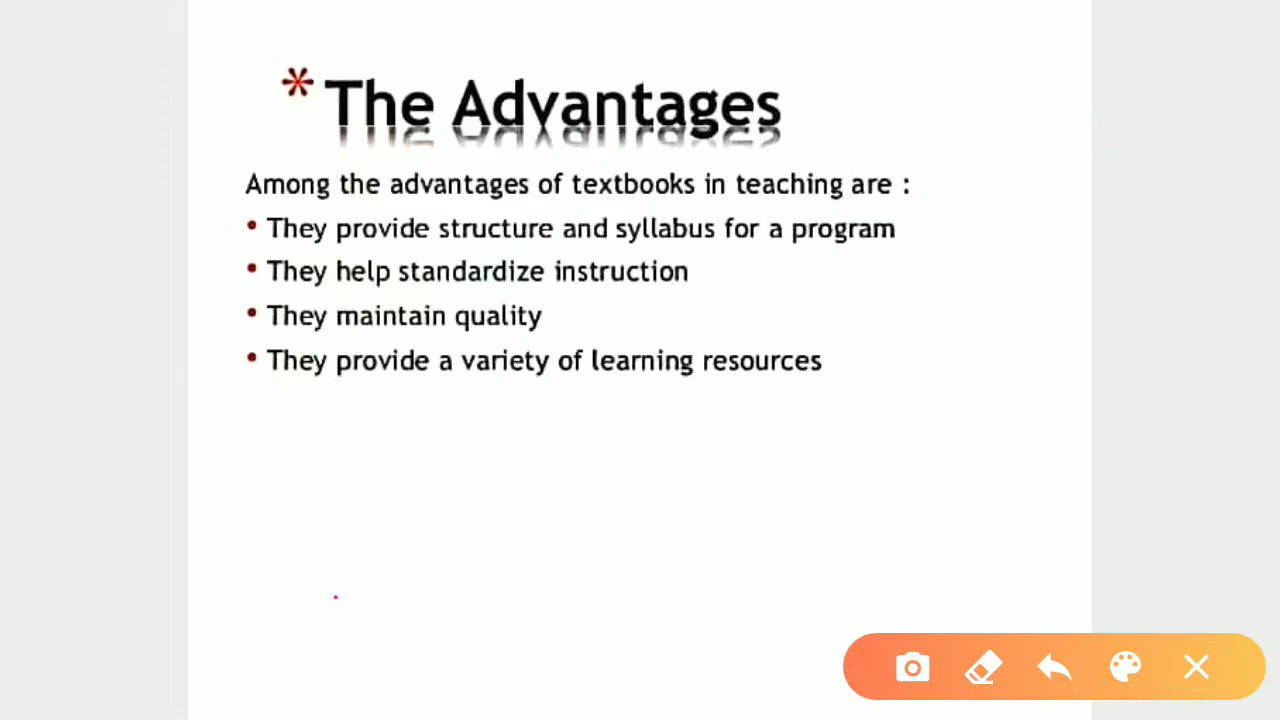 * The Advantages
Among the advantages of textbooks in teaching are :
• They provide structure and syllabus for a program
• They help standardize instruction
• They maintain quality
• They provide a variety of learning resources